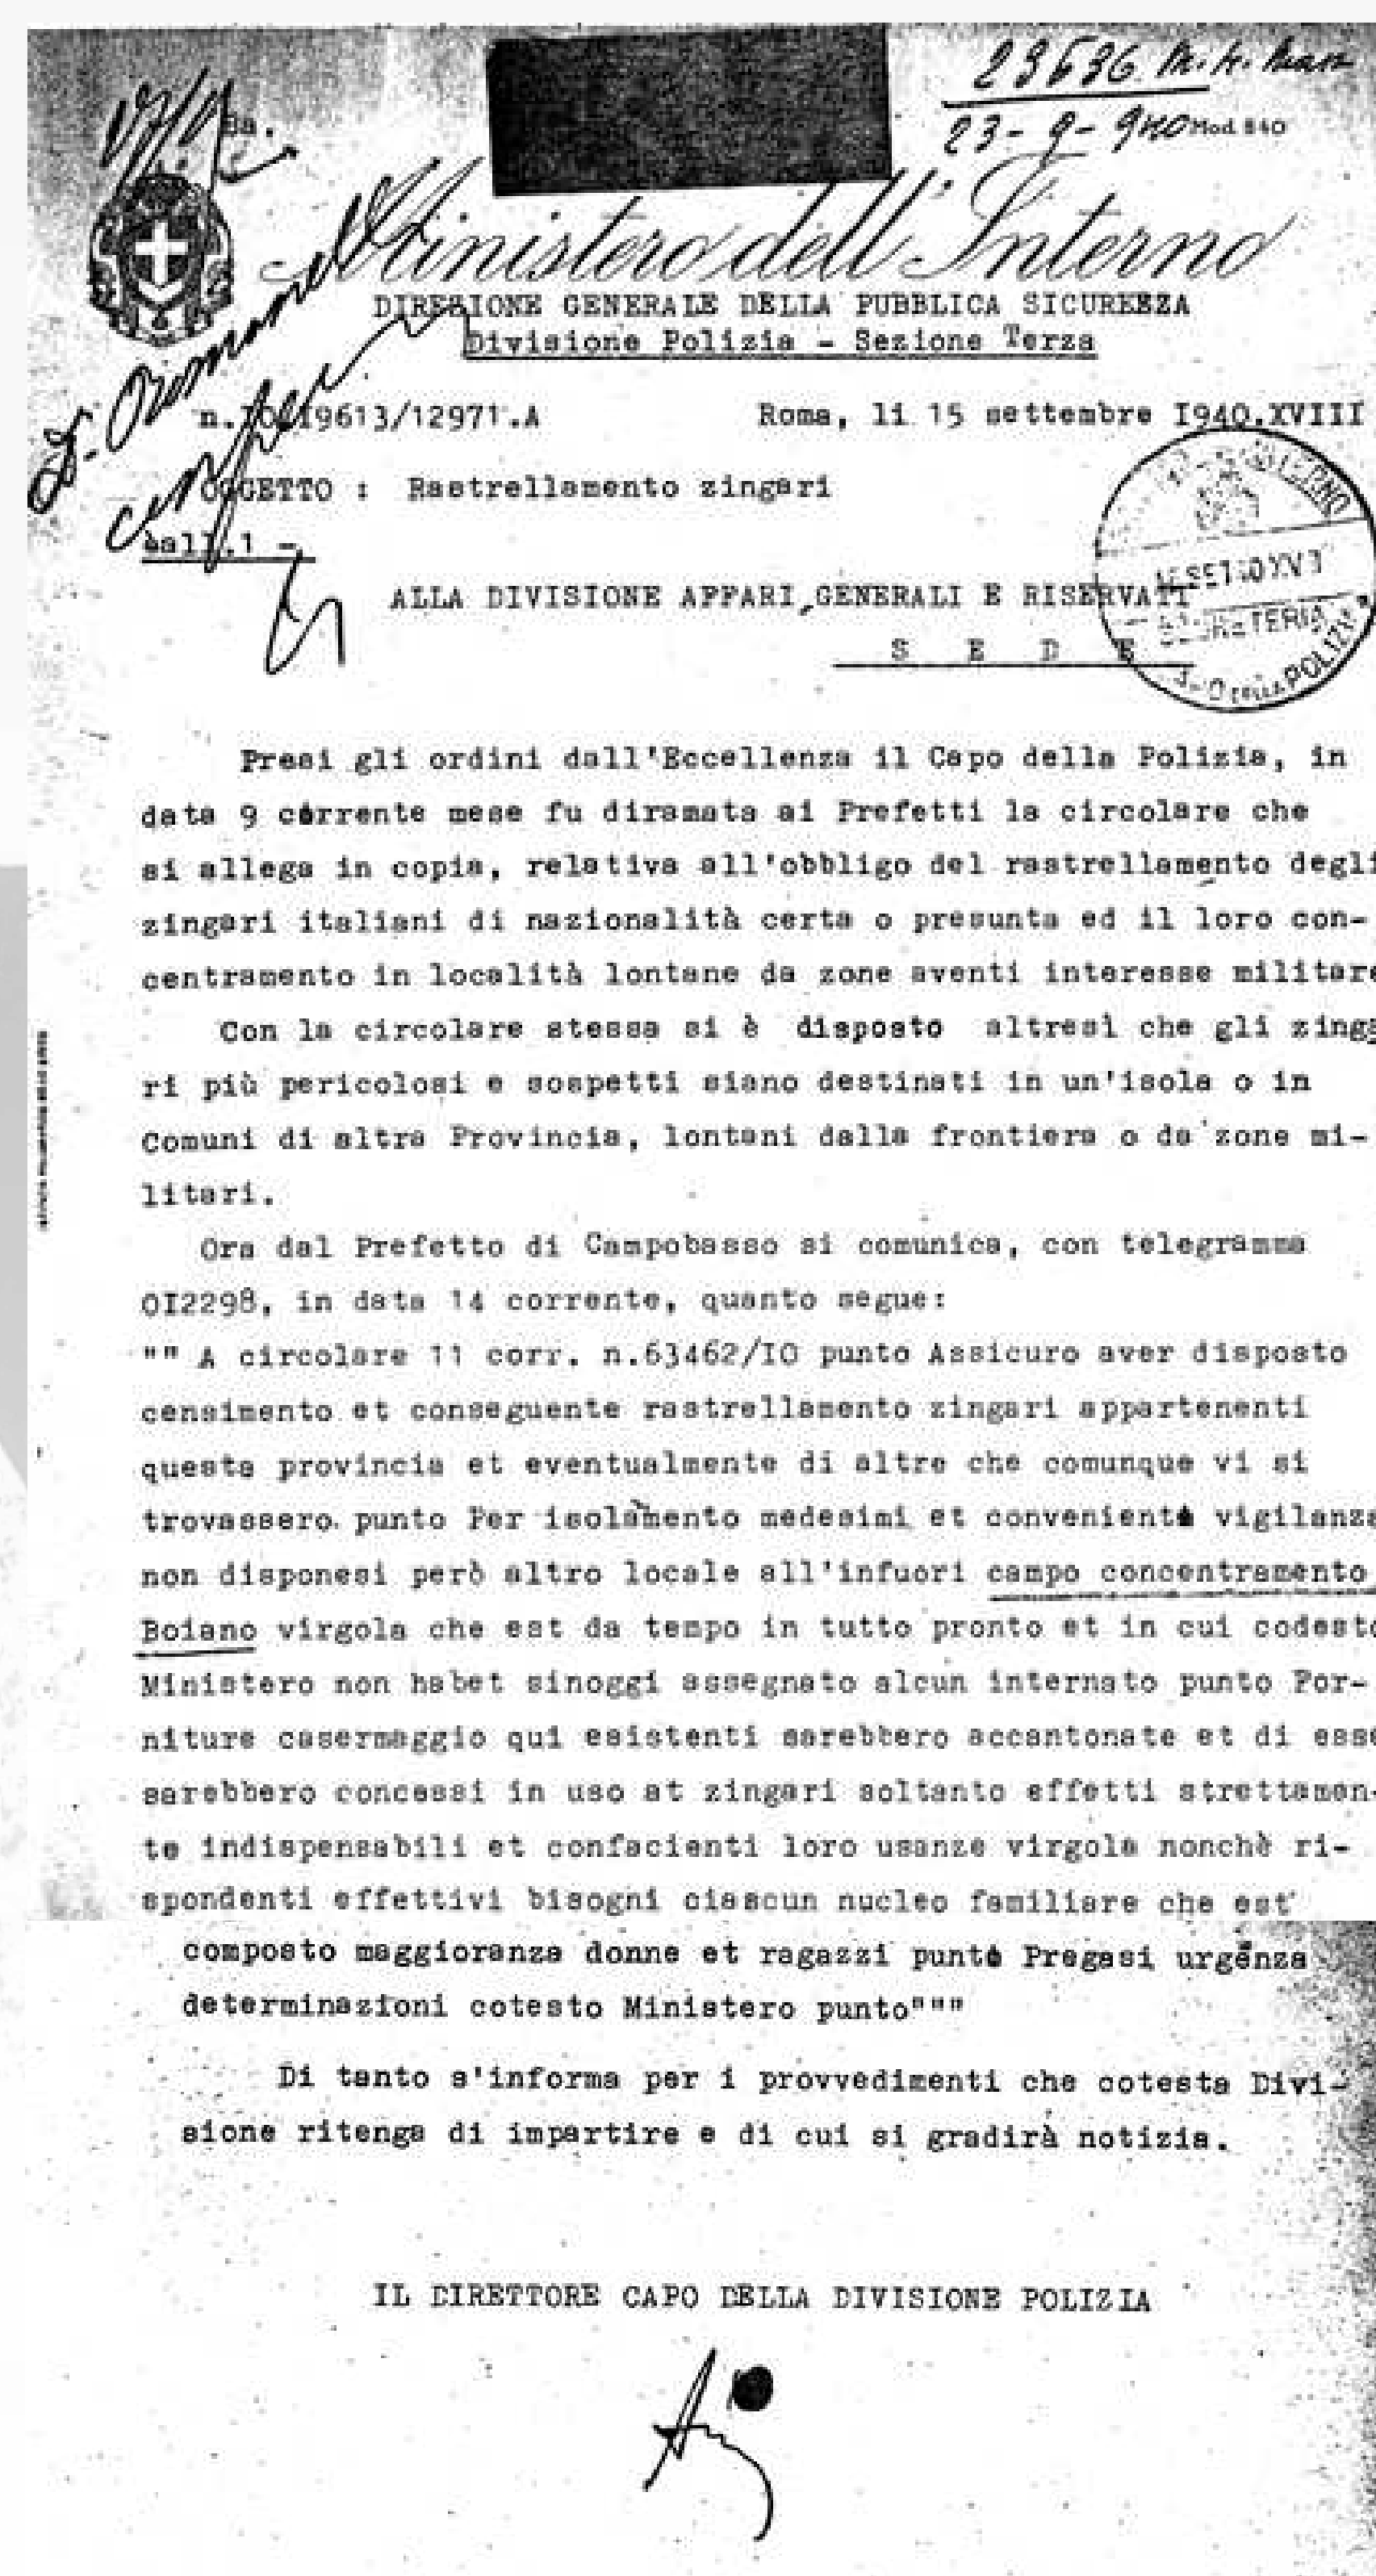 23636
23-9-940 Mod 840
Ministero dell'Interno
DIREZIONE GENERALE DELLA PUBBLICA SICUREZZA
Divisione Polizia - Sezione Terza
Roma, li 15 settembre I940.XVIII
OGGETTO : Rastrellamento zingari
all.1 -
ALLA DIVISIONE AFFARI GENERALI E RISERVATI
S E D E
POLIZIA
Presi gli ordini dall'Eccellenza il Capo della Polizia, in
data 9 corrente mese fu diramata ai Prefetti la circolare che
si allega in copia, relativa all'obbligo del rastrellamento degli
zingari italiani di nazionalità certa o presunta ed il loro con-
centramento in località lontane da zone aventi interesse militare
Con la circolare stessa si è disposto altresì che gli zinga
ri più pericolosi e sospetti siano destinati in un'isola o in
Comuni di altra Provincia, lontani dalla frontiera o da zone mi-
litari.
Ora dal Prefetto di Campobasso si comunica, con telegramma
OI2298, in data 14 corrente, quanto segue:
"" A circolare 11 corr. n.63462/IO punto Assicuro aver disposto
censimento et conseguente rastrellamento zingari appartenenti
questa provincia et eventualmente di altre che comunque vi si
trovassero punto Per isolamento medesimi et conveniente vigilanza
non disponesi però altro locale all'infuori campo concentramento
Boiano virgola che est da tempo in tutto pronto et in cui codesto
Ministero non habet sinoggi assegnato alcun internato punto For-
niture casermaggio qui esistenti sarebbero accantonate et di esse
sarebbero concessi in uso at zingari soltanto effetti strettamen-
te indispensabili et confacienti loro usanze virgola nonchè ri-
spondenti effettivi bisogni ciascun nucleo familiare che est
composto maggioranza donne et ragazzi punto Pregasi urgenza
determinazioni cotesto Ministero punto"""
Di tanto s'informa per i provvedimenti che cotesta Divi-
sione ritenga di impartire e di cui si gradirà notizia.
IL DIRETTORE CAPO DELLA DIVISIONE POLIZIA